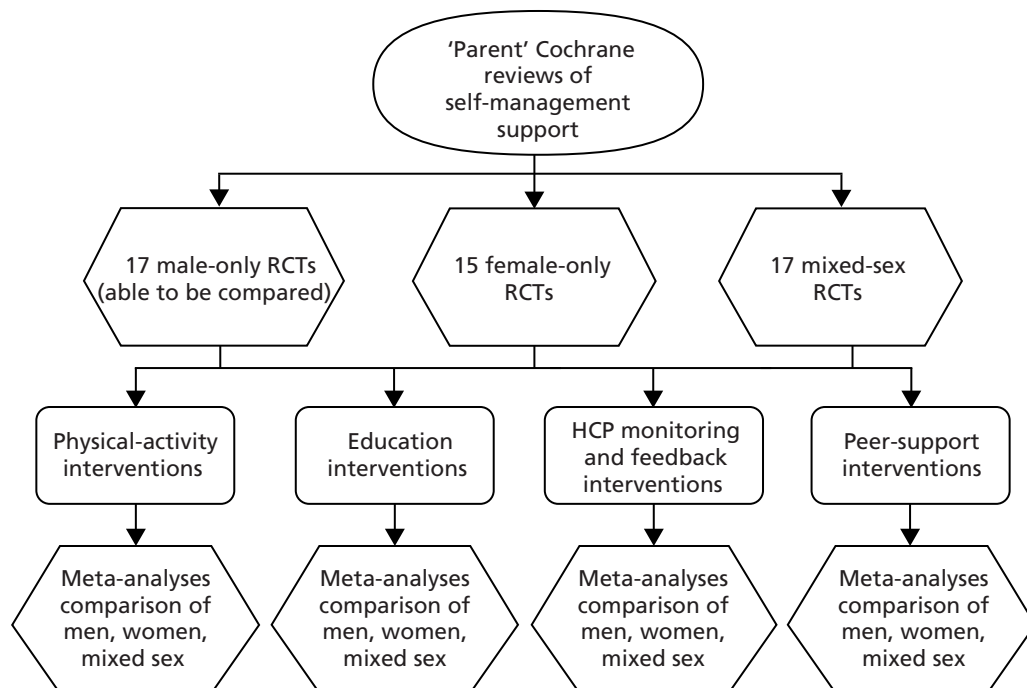 ‘Parent’ Cochrane
reviews of
self-management
support
17 male-only RCTs
(able to be compared)
15 female-only
RCTs
17 mixed-sex
RCTs
Physical-activity
interventions
Education
interventions
HCP monitoring
and feedback
interventions
Peer-support
interventions
Meta-analyses
comparison of
men, women,
mixed sex
Meta-analyses
comparison of
men, women,
mixed sex
Meta-analyses
comparison of
men, women,
mixed sex
Meta-analyses
comparison of
men, women,
mixed sex